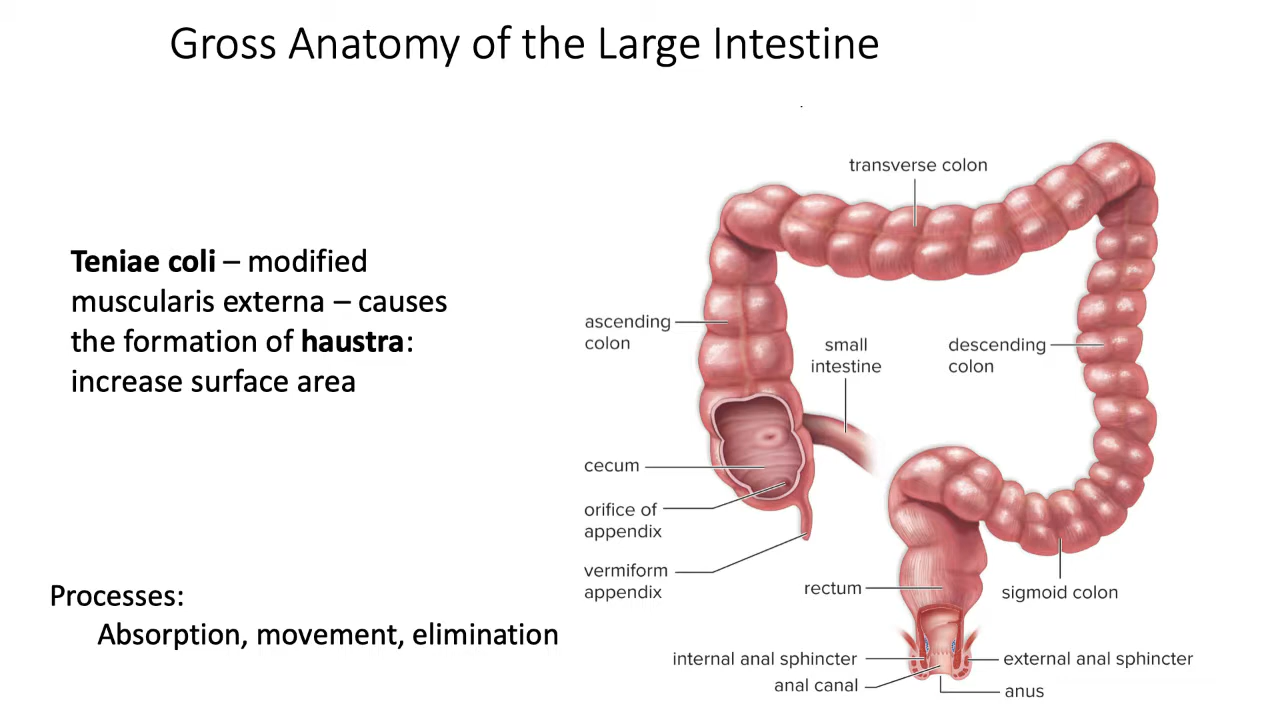 Gross Anatomy of the Large Intestine
Teniae coli – modified
muscularis externa – causes
the formation of haustra:
increase surface area
Processes:
Absorption, movement, elimination
transverse colon
ascending
colon
small
intestine
descending
colon
cecum
orifice of
appendix
vermiform
appendix
rectum
sigmoid colon
internal anal sphincter
external anal sphincter
anal canal
anus